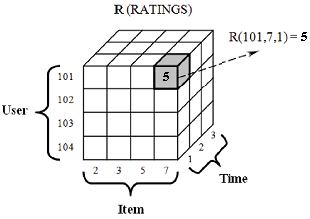 R (RATINGS)
R(101,7,1) = 5
101
5
102
User
103
104
3
2
1
2 3 5 7
Time
Item